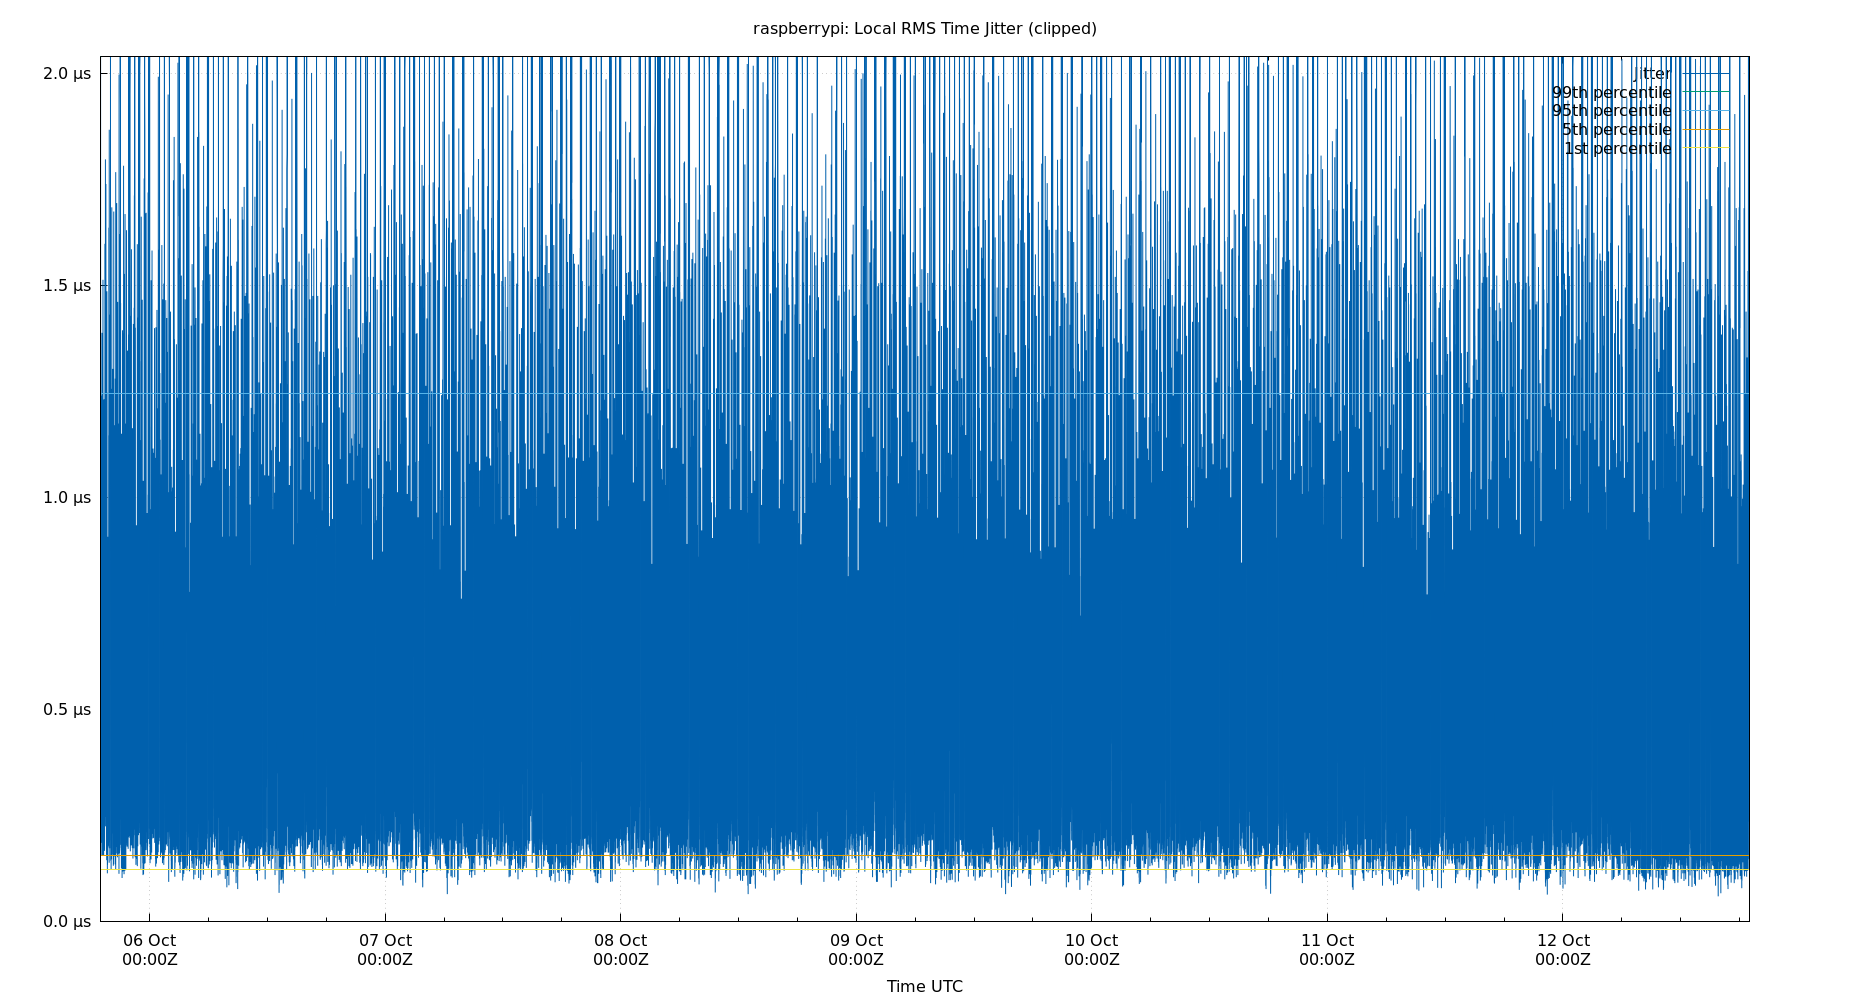 raspberrypi: Local RMS Time Jitter (clipped)
2.0 µs
1.5 µs
1.0 µs
0.5 µs
0.0 µs
jitter
99th percentile
95th percentile
5th percentile
1st percentile
06 Oct
00:00Z
07 Oct
00:00Z
08 Oct
00:00Z
09 Oct
00:00Z
10 Oct
00:00Z
11 Oct
00:00Z
12 Oct
00:00Z
Time UTC